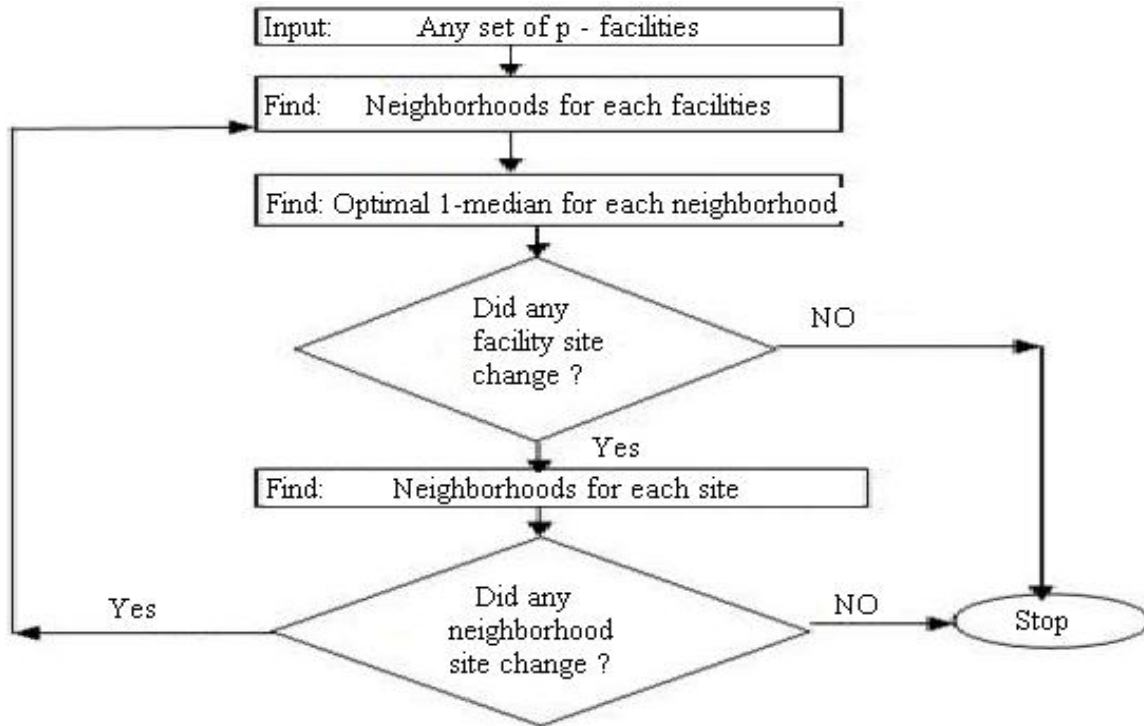 Input: Any set of p - facilities
Find: Neighborhoods for each facilities
Find: Optimal 1-median for each neighborhood
Did any
facility site
change ?
NO
Yes
Find: Neighborhoods for each site
Did any
neighborhood
site change ?
Yes
NO
Stop